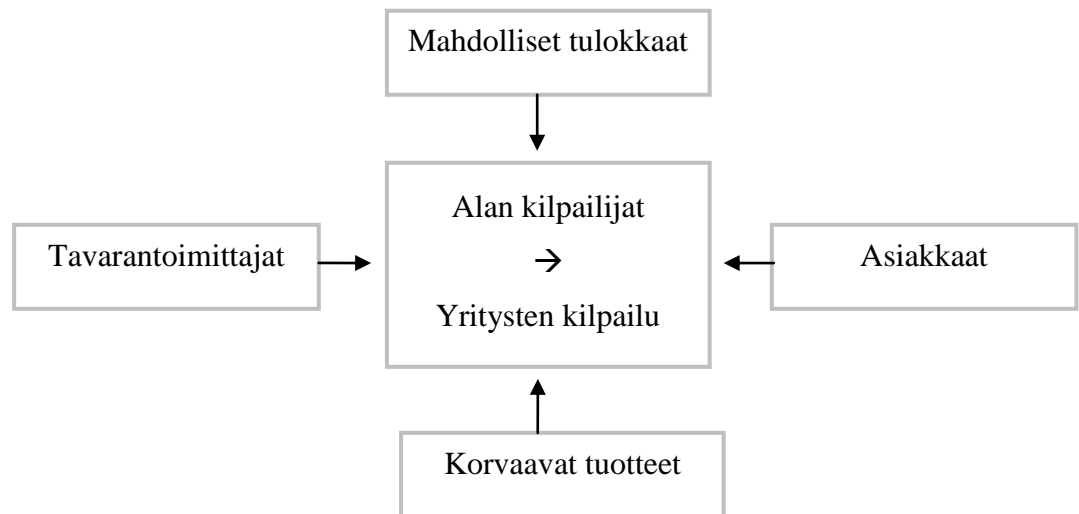 Mahdolliset tulokkaat
Alan kilpailijat
→
Yritysten kilpailu
Tavarantoimittajat
Asiakkaat
Korvaavat tuotteet